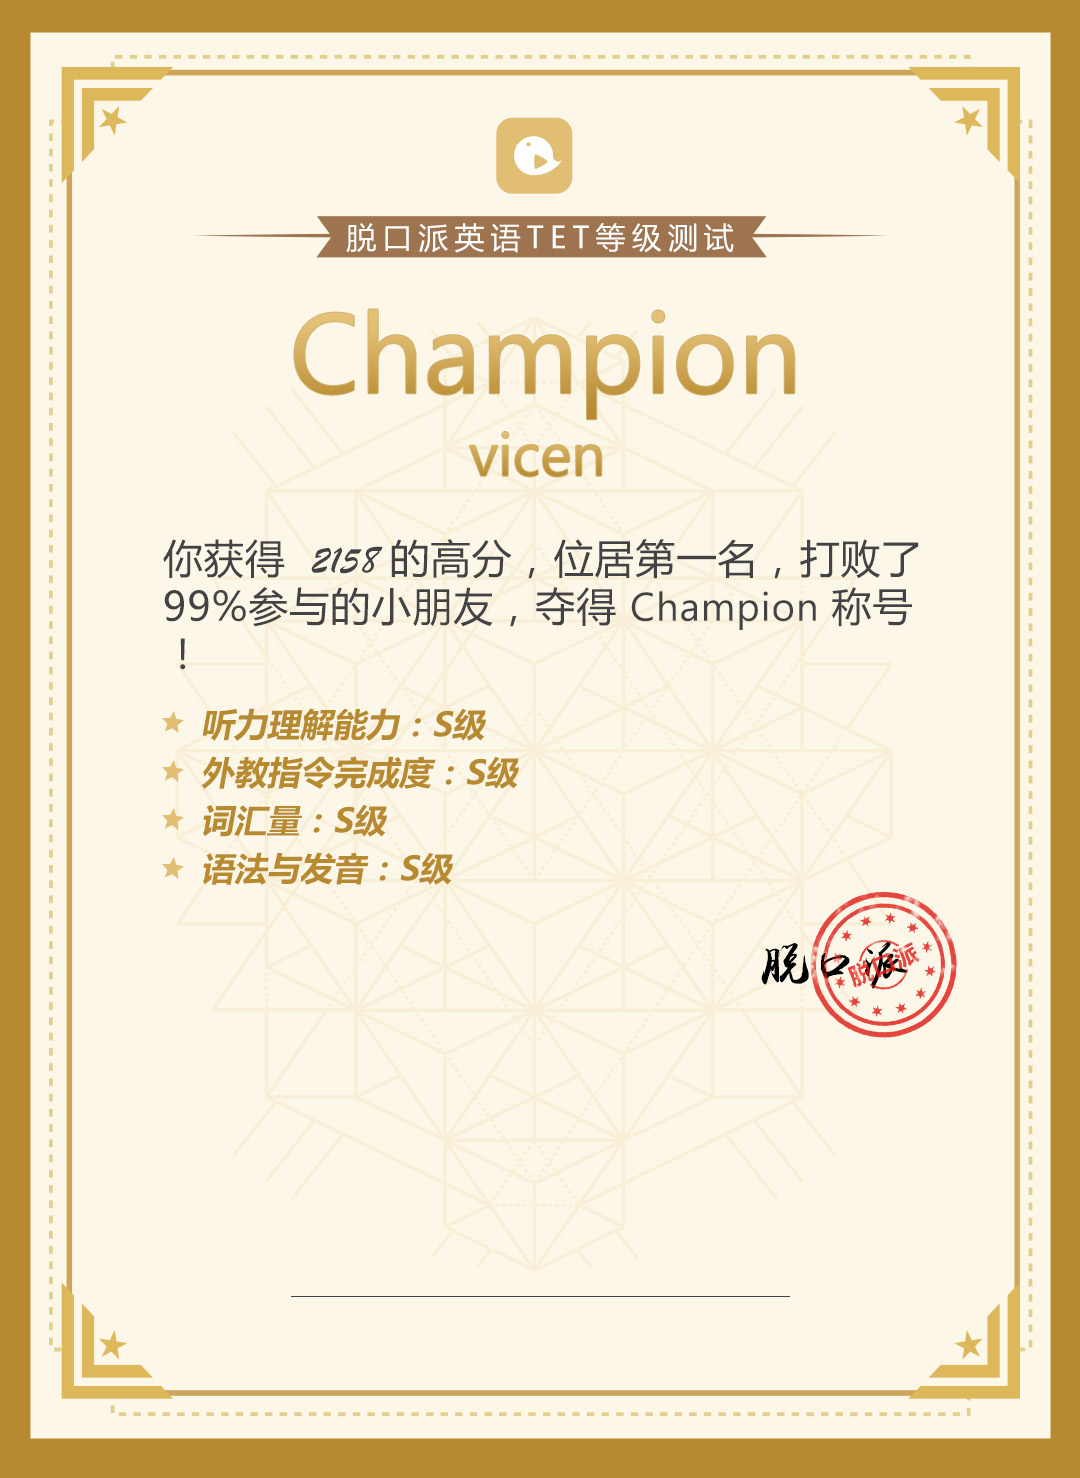 脱口派英语TET等级测试
Champion
vicen
你获得 2158 的高分，位居第一名，打败了
99%参与的小朋友，夺得 Champion 称号
！
听力理解能力：S级
外教指令完成度：S级
词汇量：S级
语法与发音：S级
脱口派
脱口派